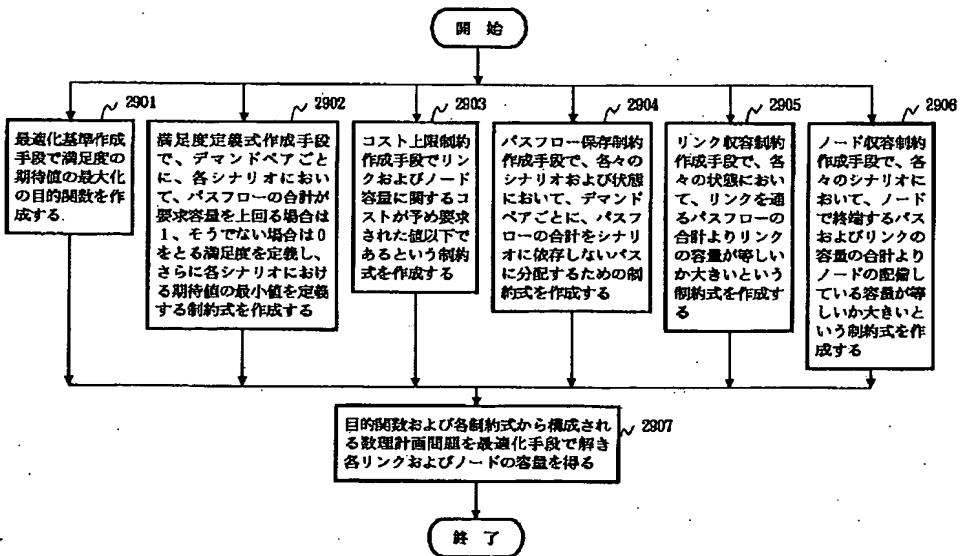 開 始
2901
最適化基準作成
手段で満足度の
期待値の最大化
の目的関数を作
成する.
2902
満足度定義式作成手段
で、デマンドペアごと
に、各シナリオにおい
て、パスフローの合計が
要求容量を上回る場合は
1、そうでない場合は0
をとる満足度を定義し、
さらに各シナリオにおけ
る期待値の最小値を定義
する制約式を作成する
2903
コスト上限制約
作成手段でリン
クおよびノード
容量に関するコ
ストが予め要求
された値以下で
あるという制約
式を作成する
2904
パスフロー保存制約
作成手段で、各々の
シナリオおよび状態
において、デマンド
ペアごとに、パスフ
ローの合計をシナリ
オに依存しないパス
に分配するための制
約式を作成する
2905
リンク収容制約
作成手段で、各
々の状態におい
て、リンクを通
るパスフローの
合計よりリンク
の容量が等しい
か大きいという
制約式を作成す
る
2906
ノード収容制約
作成手段で、各
々のシナリオに
おいて、ノード
で終端するパス
およびリンクの
容量の合計より
ノードの配備し
ている容量が等
しいか大きいと
いう制約式を作
成する
2907
目的関数および各制約式から構成され
る数理計画問題を最適化手段で解き
各リンクおよびノードの容量を得る
終 了